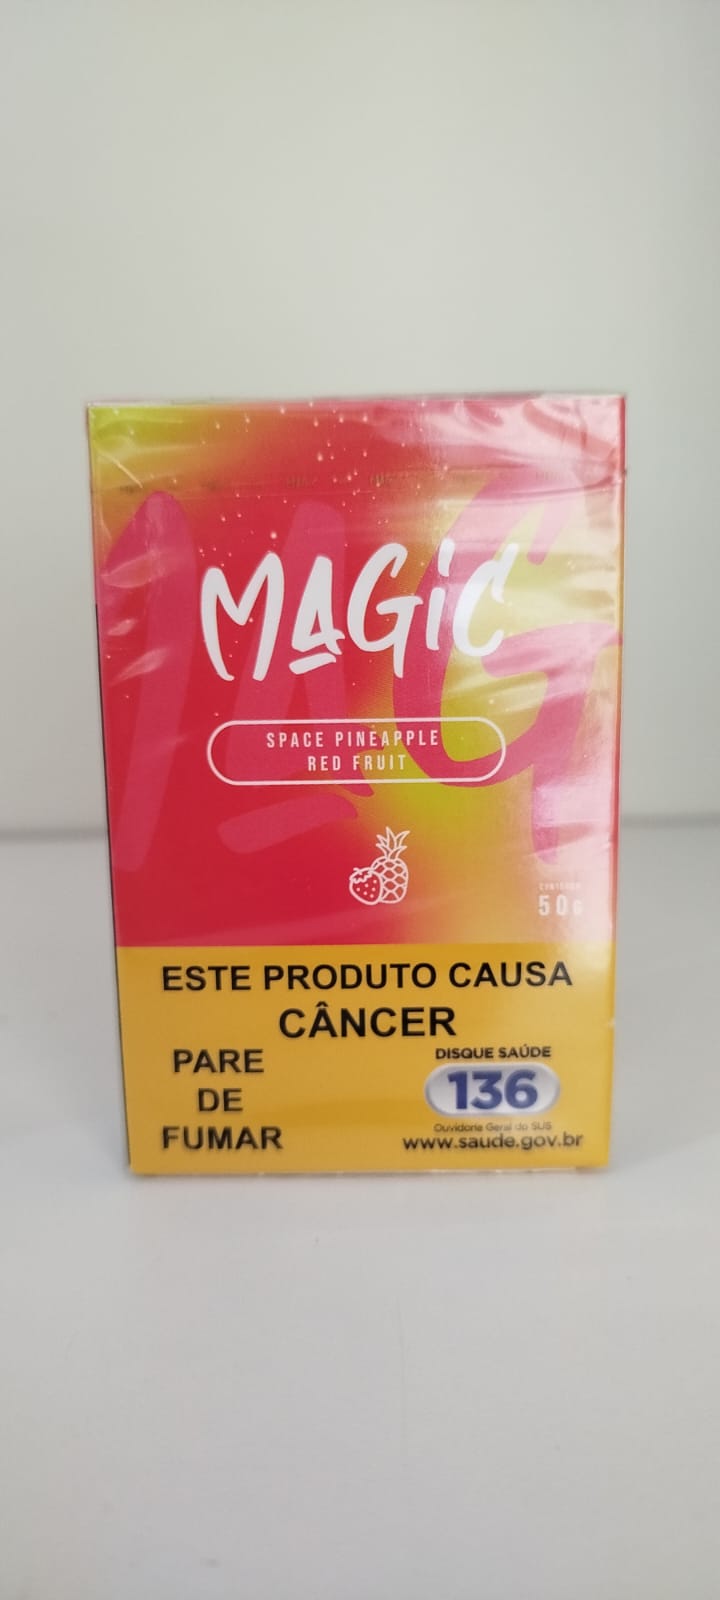 MAGiC
SPACE PINEAPPLE
RED FRUIT
50G
ESTE PRODUTO CAUSA
CÂNCER
PARE
DE
FUMAR
DISQUE SAÚDE
136
Ouvidoria Geral do SUS
www.saude.gov.br